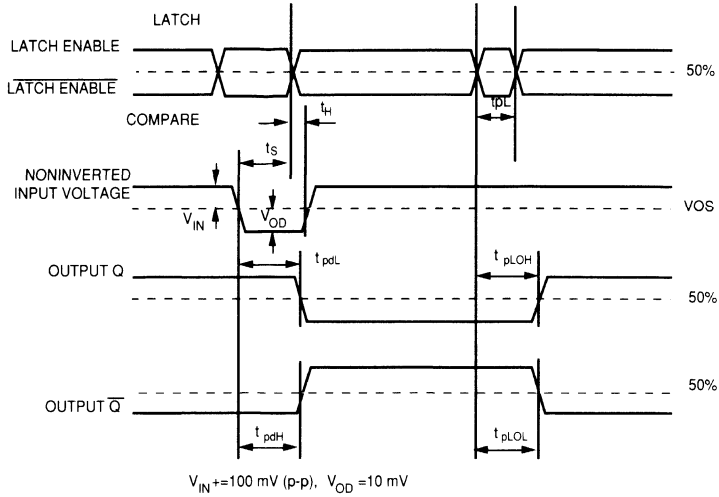 LATCH
LATCH ENABLE
50%
LATCH ENABLE
tpL
COMPARE
tH
tS
NONINVERTED
INPUT VOLTAGE
VIN
VOD
VOS
tpdL
tpLOH
OUTPUT Q
50%
50%
OUTPUT Q̅
tpdH
tpLOL
VIN+=100 mV (p-p), VOD =10 mV